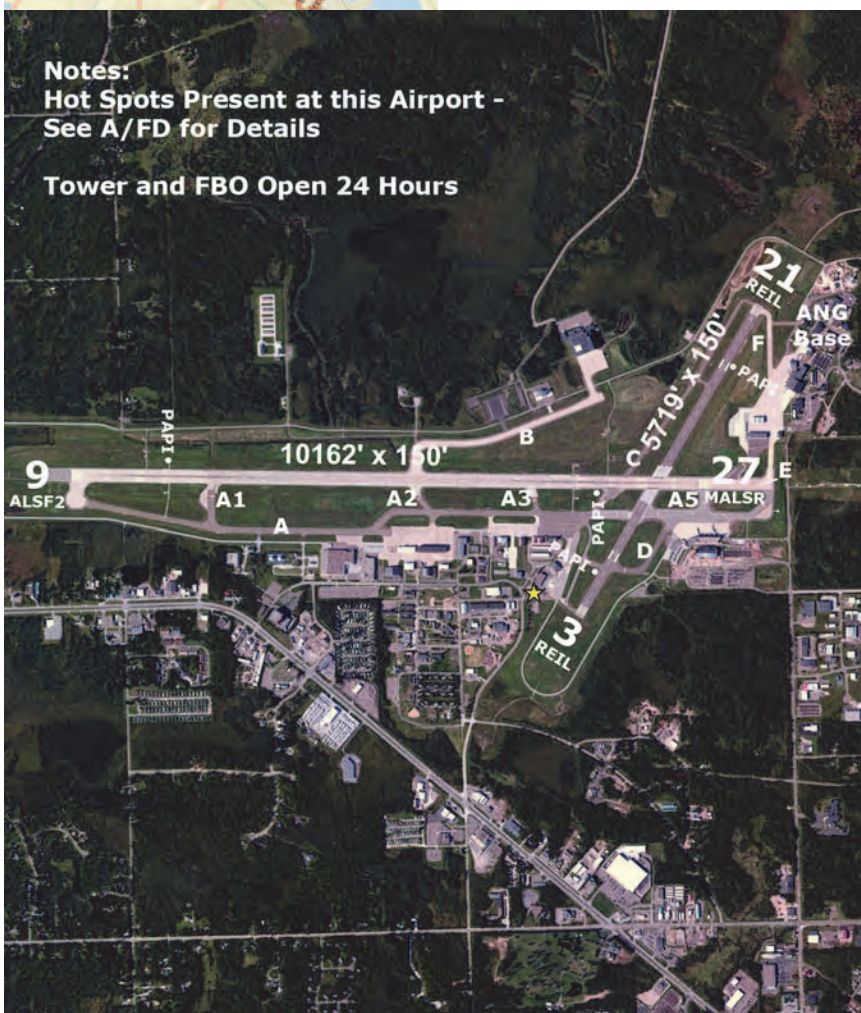 Notes:
Hot Spots Present at this Airport -
See A/FD for Details
Tower and FBO Open 24 Hours
21
REIL
ANG
Base
F
PAPI
C 5719' x 150'
PAPI
B
10162' x 150'
9
ALSF2
27
MALSR
E
A1
A2
A3
A5
PAPI
A
D
PAPI
3
REIL